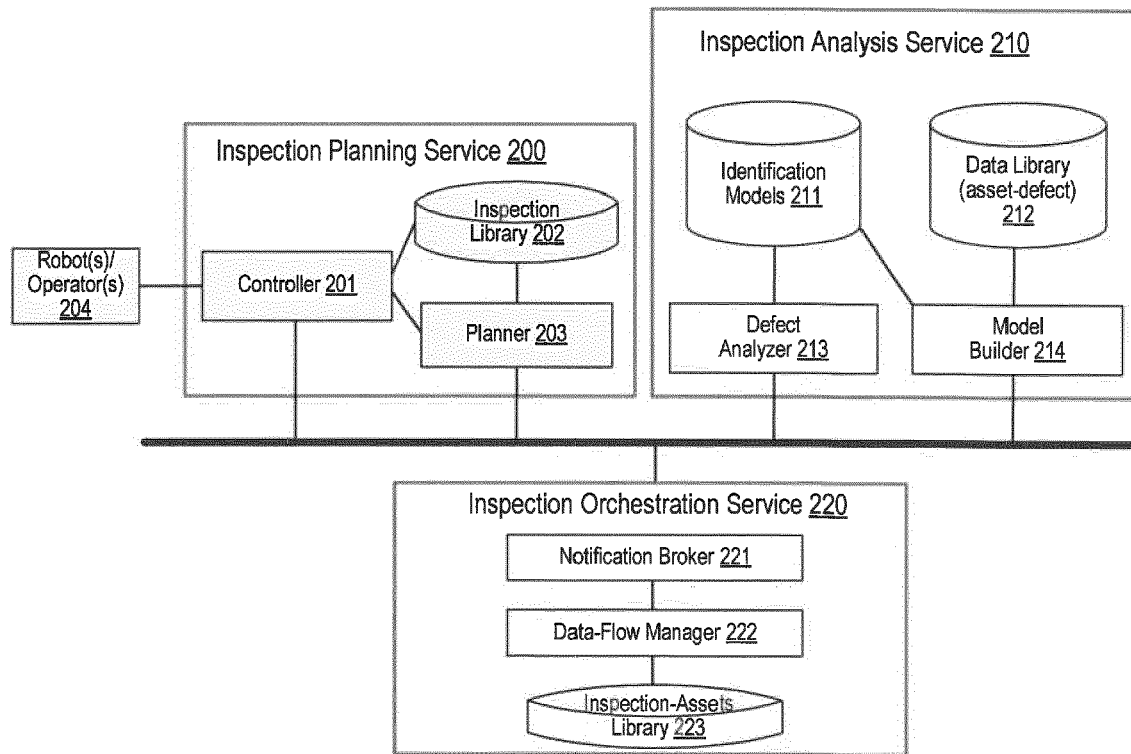 Inspection Analysis Service 210
Identification
Models 211
Data Library
(asset-defect)
212
Defect
Analyzer 213
Model
Builder 214
Inspection Planning Service 200
Inspection
Library 202
Robot(s)/
Operator(s)
204
Controller 201
Planner 203
Inspection Orchestration Service 220
Notification Broker 221
Data-Flow Manager 222
Inspection-Assets
Library 223